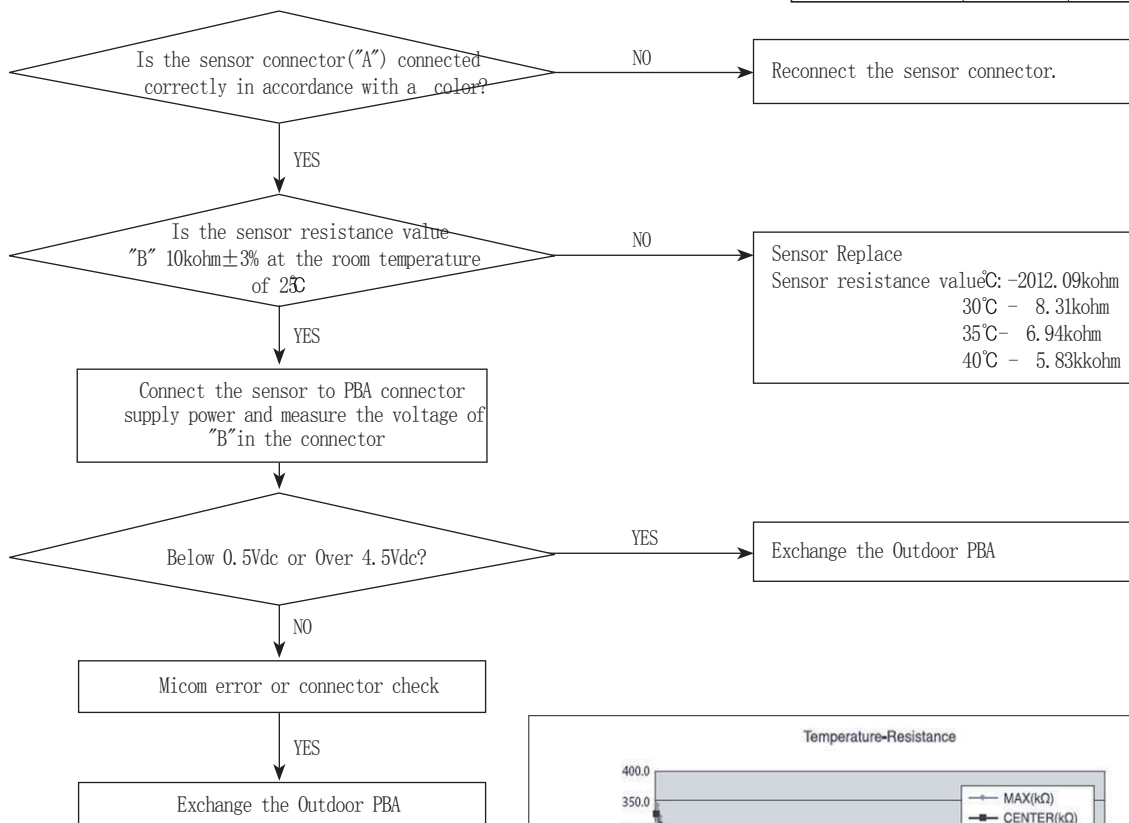 Is the sensor connector("A") connected
correctly in accordance with a color?
NO
Reconnect the sensor connector.
YES
Is the sensor resistance value
"B" 10kohm±3% at the room temperature
of 25℃
NO
Sensor Replace
Sensor resistance value℃:-2012.09kohm
30℃ - 8.31kohm
35℃- 6.94kohm
40℃ - 5.83kkohm
YES
Connect the sensor to PBA connector
supply power and measure the voltage of
"B"in the connector
Below 0.5Vdc or Over 4.5Vdc?
YES
Exchange the Outdoor PBA
NO
Micom error or connector check
YES
Exchange the Outdoor PBA
Temperature-Resistance
400.0
350.0
MAX(kΩ)
CENTER(kΩ)